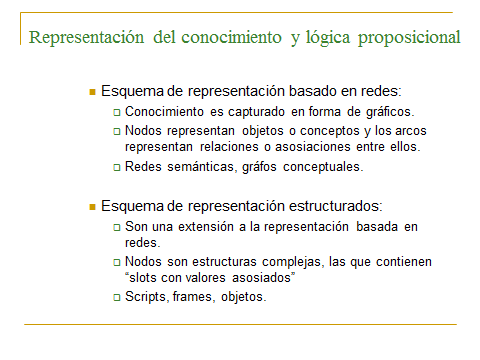 Representación del conocimiento y lógica proposicional
Esquema de representación basado en redes:
Conocimiento es capturado en forma de gráficos.
Nodos representan objetos o conceptos y los arcos
representan relaciones o asosiaciones entre ellos.
Redes semánticas, gráfos conceptuales.
Esquema de representación estructurados:
Son una extensión a la representación basada en
redes.
Nodos son estructuras complejas, las que contienen
“slots con valores asosiados”
Scripts, frames, objetos.